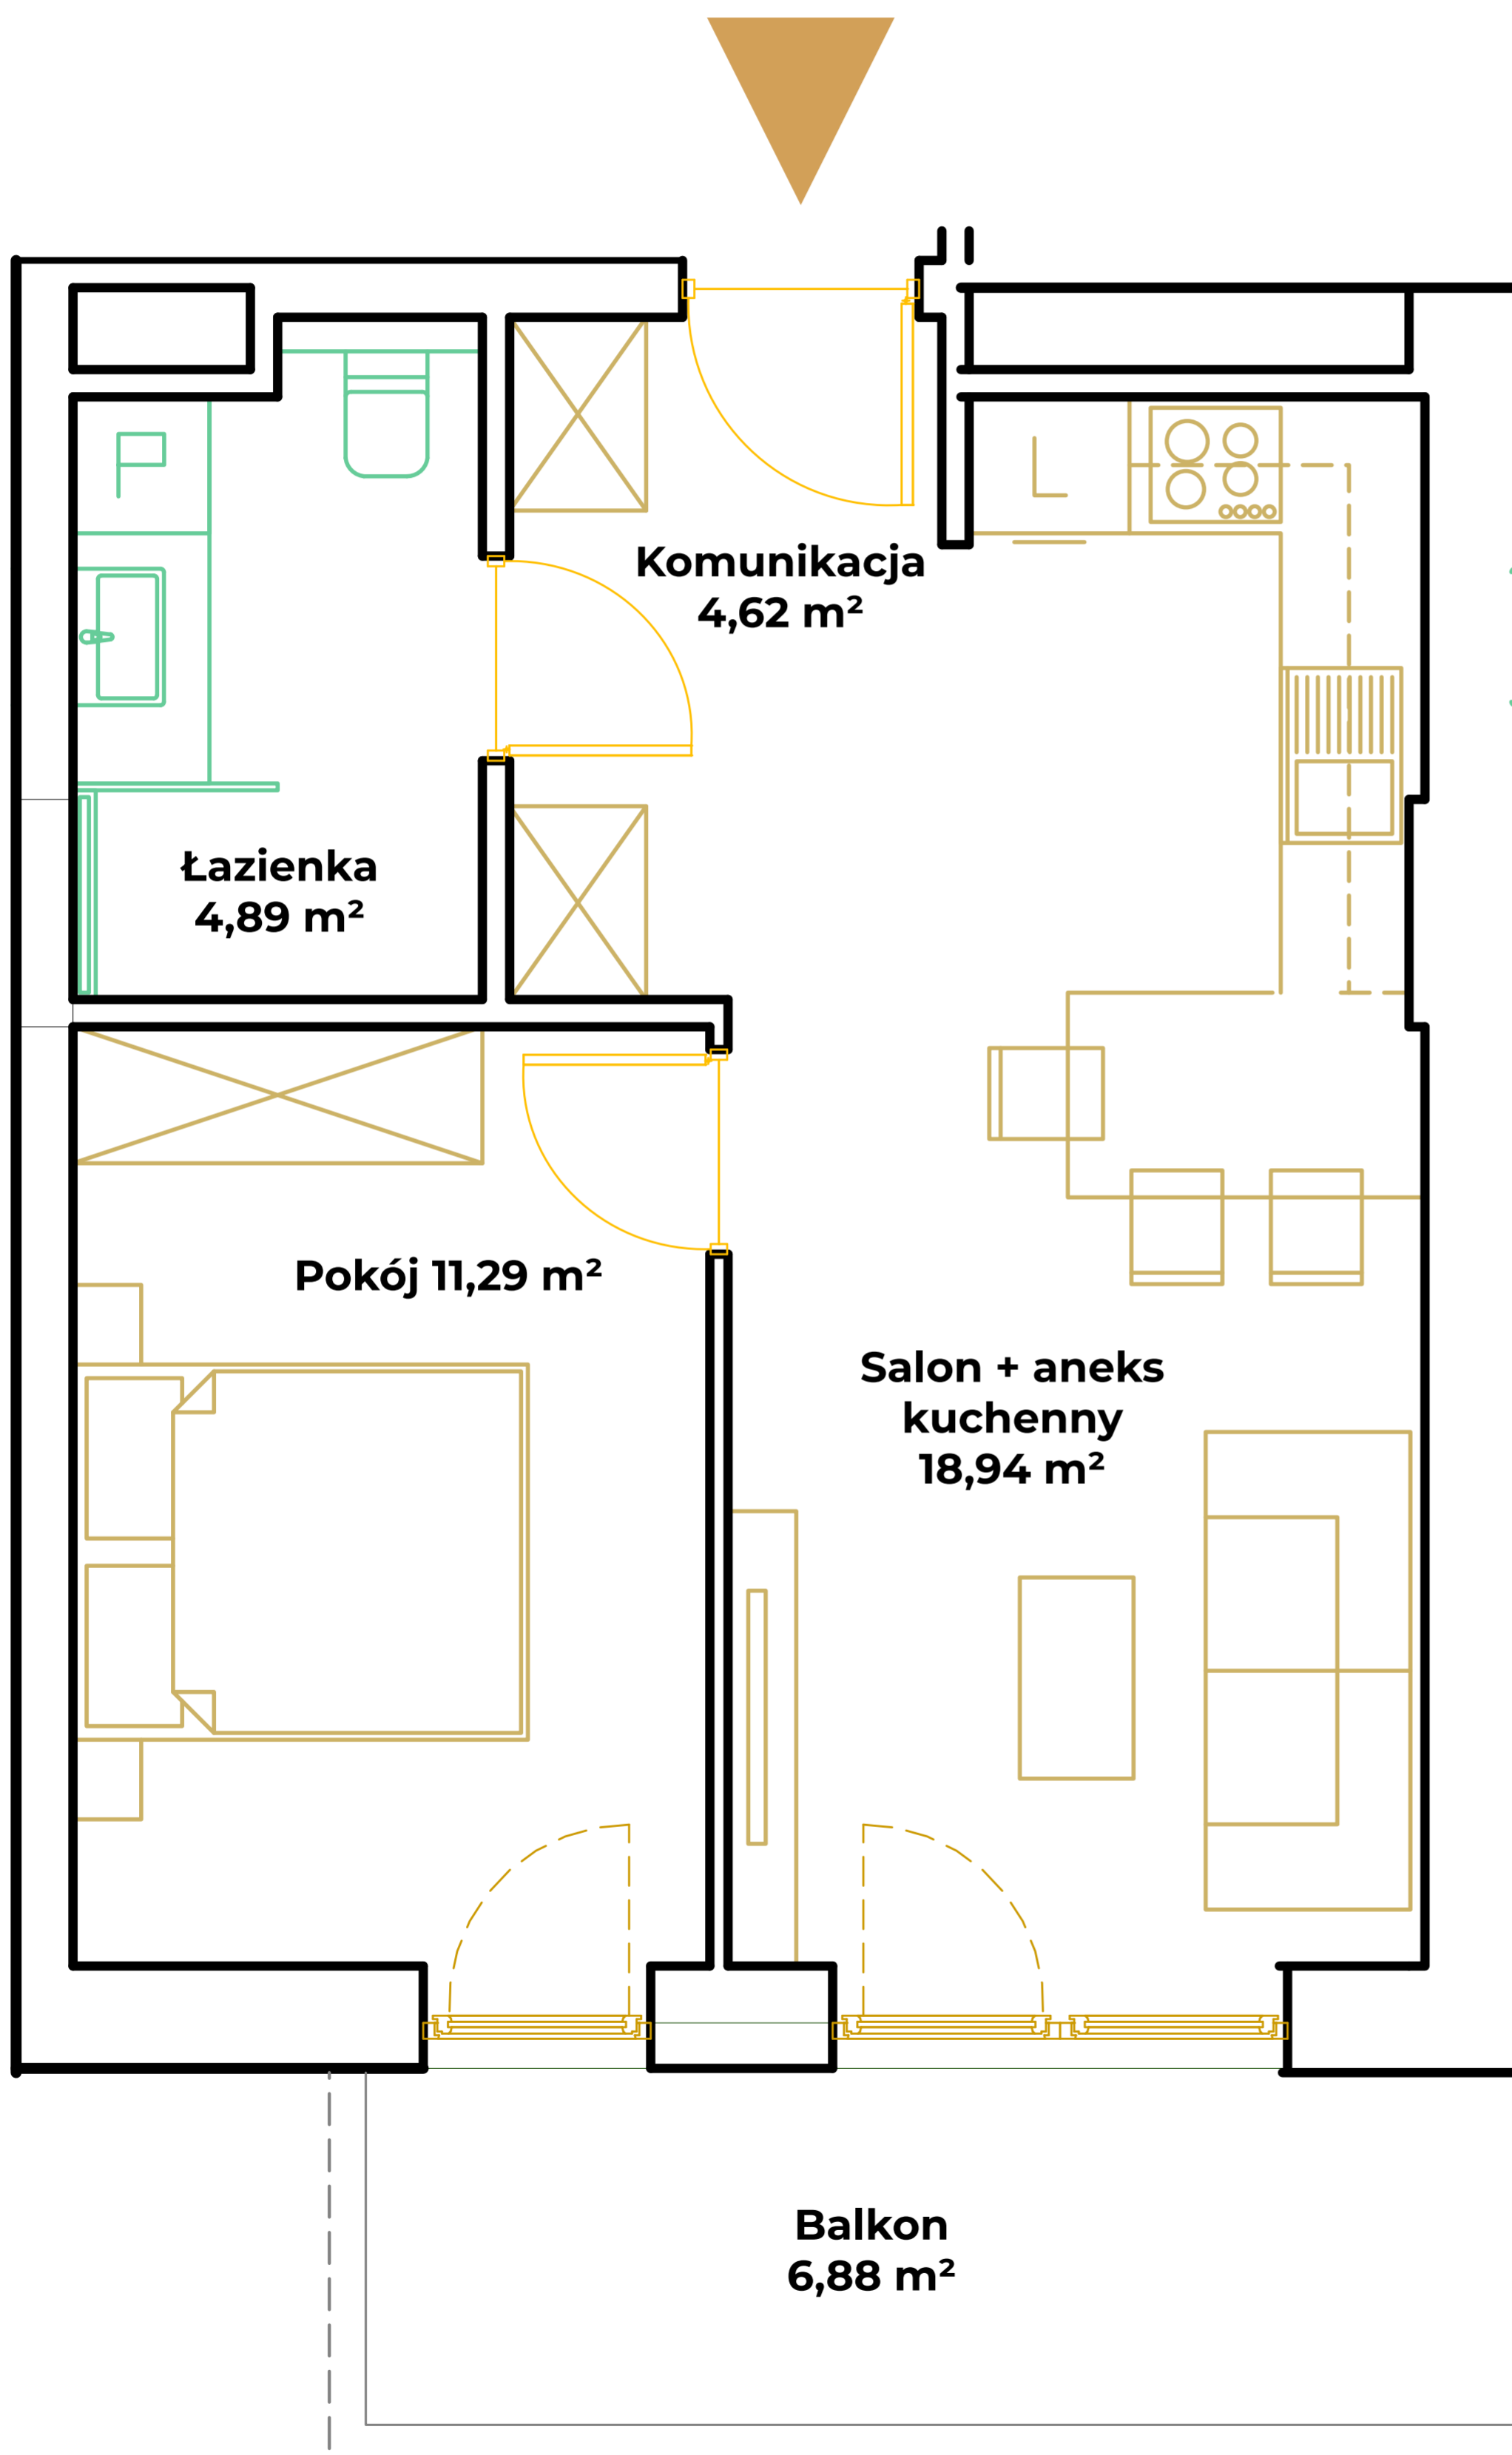 Komunikacja
4,62 m²
Łazienka
4,89 m²
Pokój 11,29 m²
Salon + aneks
kuchenny
18,94 m²
Balkon
6,88 m²